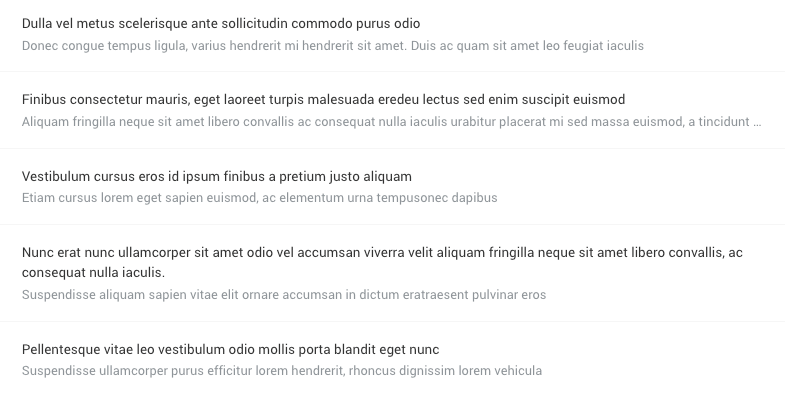 Dulla vel metus scelerisque ante sollicitudin commodo purus odio
Donec congue tempus ligula, varius hendrerit mi hendrerit sit amet. Duis ac quam sit amet leo feugiat iaculis
Finibus consectetur mauris, eget laoreet turpis malesuada eredeu lectus sed enim suscipit euismod
Aliquam fringilla neque sit amet libero convallis ac consequat nulla iaculis urabitur placerat mi sed massa euismod, a tincidunt ...
Vestibulum cursus eros id ipsum finibus a pretium justo aliquam
Etiam cursus lorem eget sapien euismod, ac elementum urna tempusonec dapibus
Nunc erat nunc ullamcorper sit amet odio vel accumsan viverra velit aliquam fringilla neque sit amet libero convallis, ac
consequat nulla iaculis.
Suspendisse aliquam sapien vitae elit ornare accumsan in dictum eratraesent pulvinar eros
Pellentesque vitae leo vestibulum odio mollis porta blandit eget nunc
Suspendisse ullamcorper purus efficitur lorem hendrerit, rhoncus dignissim lorem vehicula